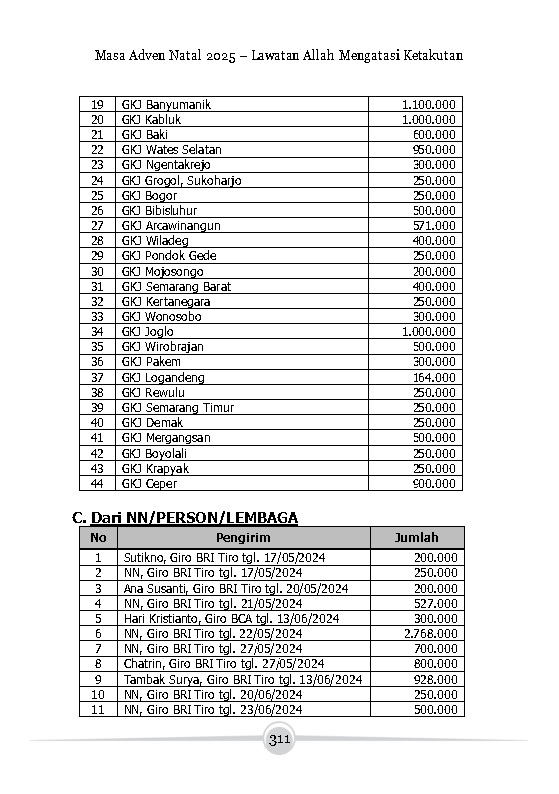 Masa Adven Natal 2025 – Lawatan Allah Mengatasi Ketakutan
19 GKJ Banyumanik 1.100.000
20 GKJ Kabluk 1.000.000
21 GKJ Baki 600.000
22 GKJ Wates Selatan 950.000
23 GKJ Ngentakrejo 300.000
24 GKJ Grogol, Sukoharjo 250.000
25 GKJ Bogor 250.000
26 GKJ Bibisluhur 500.000
27 GKJ Arcawinangun 571.000
28 GKJ Wiladeg 400.000
29 GKJ Pondok Gede 250.000
30 GKJ Mojosongo 200.000
31 GKJ Semarang Barat 400.000
32 GKJ Kertanegara 250.000
33 GKJ Wonosobo 300.000
34 GKJ Joglo 1.000.000
35 GKJ Wirobrajan 500.000
36 GKJ Pakem 300.000
37 GKJ Logandeng 164.000
38 GKJ Rewulu 250.000
39 GKJ Semarang Timur 250.000
40 GKJ Demak 250.000
41 GKJ Mergangsan 500.000
42 GKJ Boyolali 250.000
43 GKJ Krapyak 250.000
44 GKJ Ceper 900.000
C. Dari NN/PERSON/LEMBAGA
No Pengirim Jumlah
1 Sutikno, Giro BRI Tiro tgl. 17/05/2024 200.000
2 NN, Giro BRI Tiro tgl. 17/05/2024 250.000
3 Ana Susanti, Giro BRI Tiro tgl. 20/05/2024 200.000
4 NN, Giro BRI Tiro tgl. 21/05/2024 527.000
5 Hari Kristianto, Giro BCA tgl. 13/06/2024 300.000
6 NN, Giro BRI Tiro tgl. 22/05/2024 2.768.000
7 NN, Giro BRI Tiro tgl. 27/05/2024 700.000
8 Chatrin, Giro BRI Tiro tgl. 27/05/2024 800.000
9 Tambak Surya, Giro BRI Tiro tgl. 13/06/2024 928.000
10 NN, Giro BRI Tiro tgl. 20/06/2024 250.000
11 NN, Giro BRI Tiro tgl. 23/06/2024 500.000
311